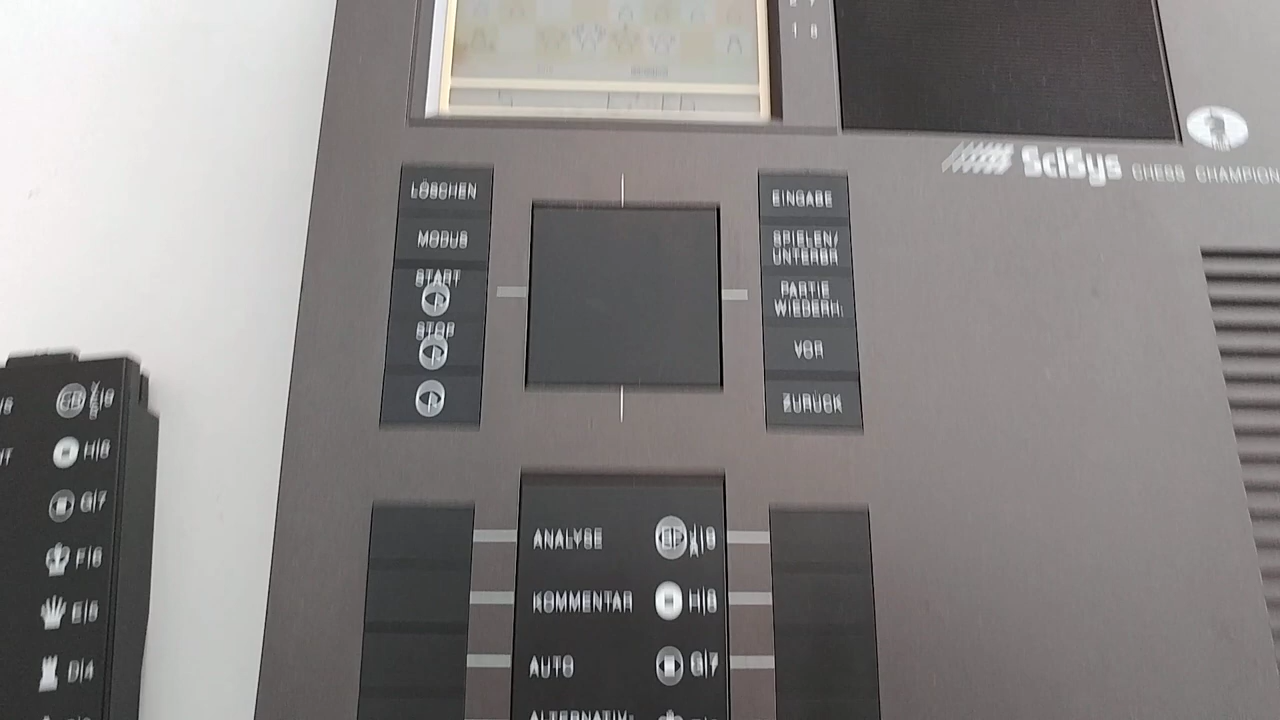 SciSys CHESS CHAMPION
LÖSCHEN
MODUS
START
STOP
EINGABE
SPIELEN/
UNTERBR
PARTIE
WIEDERH.
VOR
ZURÜCK
H|8
G|7
F|6
E|5
D|4
ANALYSE
KOMMENTAR H|8
AUTO G|7
ALTERNATIV-